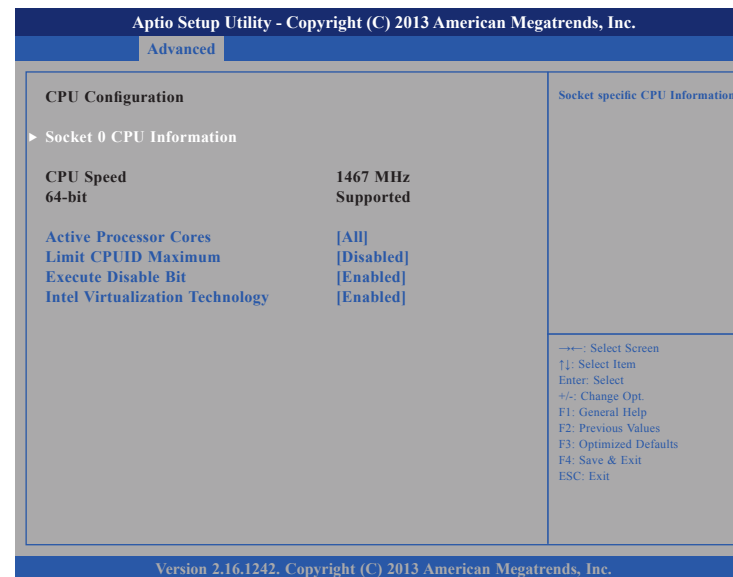 Aptio Setup Utility - Copyright (C) 2013 American Megatrends, Inc.
Advanced
CPU Configuration
► Socket 0 CPU Information
CPU Speed 1467 MHz
64-bit Supported
Active Processor Cores [All]
Limit CPUID Maximum [Disabled]
Execute Disable Bit [Enabled]
Intel Virtualization Technology [Enabled]
Socket specific CPU Information
→←: Select Screen
↑↓: Select Item
Enter: Select
+/-: Change Opt.
F1: General Help
F2: Previous Values
F3: Optimized Defaults
F4: Save & Exit
ESC: Exit
Version 2.16.1242. Copyright (C) 2013 American Megatrends, Inc.